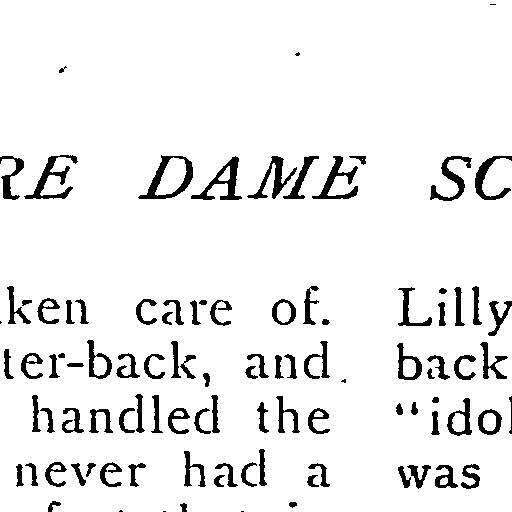 RE DAME SC
ken care of.
ter-back, and
handled the
never had a
Lilly
back
"idol
was